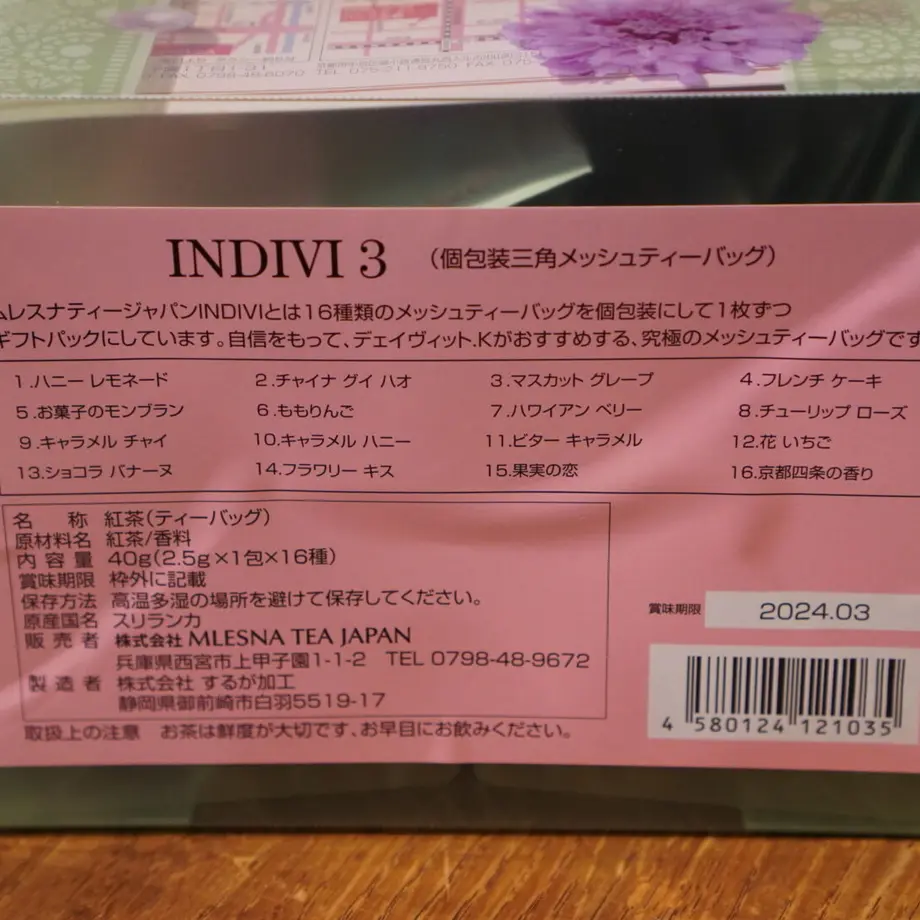 FAX 0798-48-6070
TEL 075-211-9750 FAX 07
INDIVI 3 （個包装三角メッシュティーバッグ）
ムレスナティージャパンINDIVIとは16種類のメッシュティーバッグを個包装にして1枚ずつ
ギフトパックにしています。自信をもって、デェイヴィット.Kがおすすめする、究極のメッシュティーバッグです
1.ハニー レモネード 2.チャイナ グイ ハオ 3.マスカット グレープ 4.フレンチ ケーキ
5.お菓子のモンブラン 6.ももりんご 7.ハワイアン ベリー 8.チューリップ ローズ
9.キャラメル チャイ 10.キャラメル ハニー 11.ビター キャラメル 12.花 いちご
13.ショコラ バナーヌ 14.フラワリー キス 15.果実の恋 16.京都四条の香り
名 称 紅茶（ティーバッグ）
原材料名 紅茶/香料
内 容 量 40g（2.5g×1包×16種）
賞味期限 枠外に記載
保存方法 高温多湿の場所を避けて保存してください。
原産国名 スリランカ
販 売 者 株式会社 MLESNA TEA JAPAN
兵庫県西宮市上甲子園1-1-2 TEL 0798-48-9672
製 造 者 株式会社 するが加工
静岡県御前崎市白羽5519-17
取扱上の注意 お茶は鮮度が大切です、お早目にお飲みください。
賞味期限 2024.03
4 580124 121035